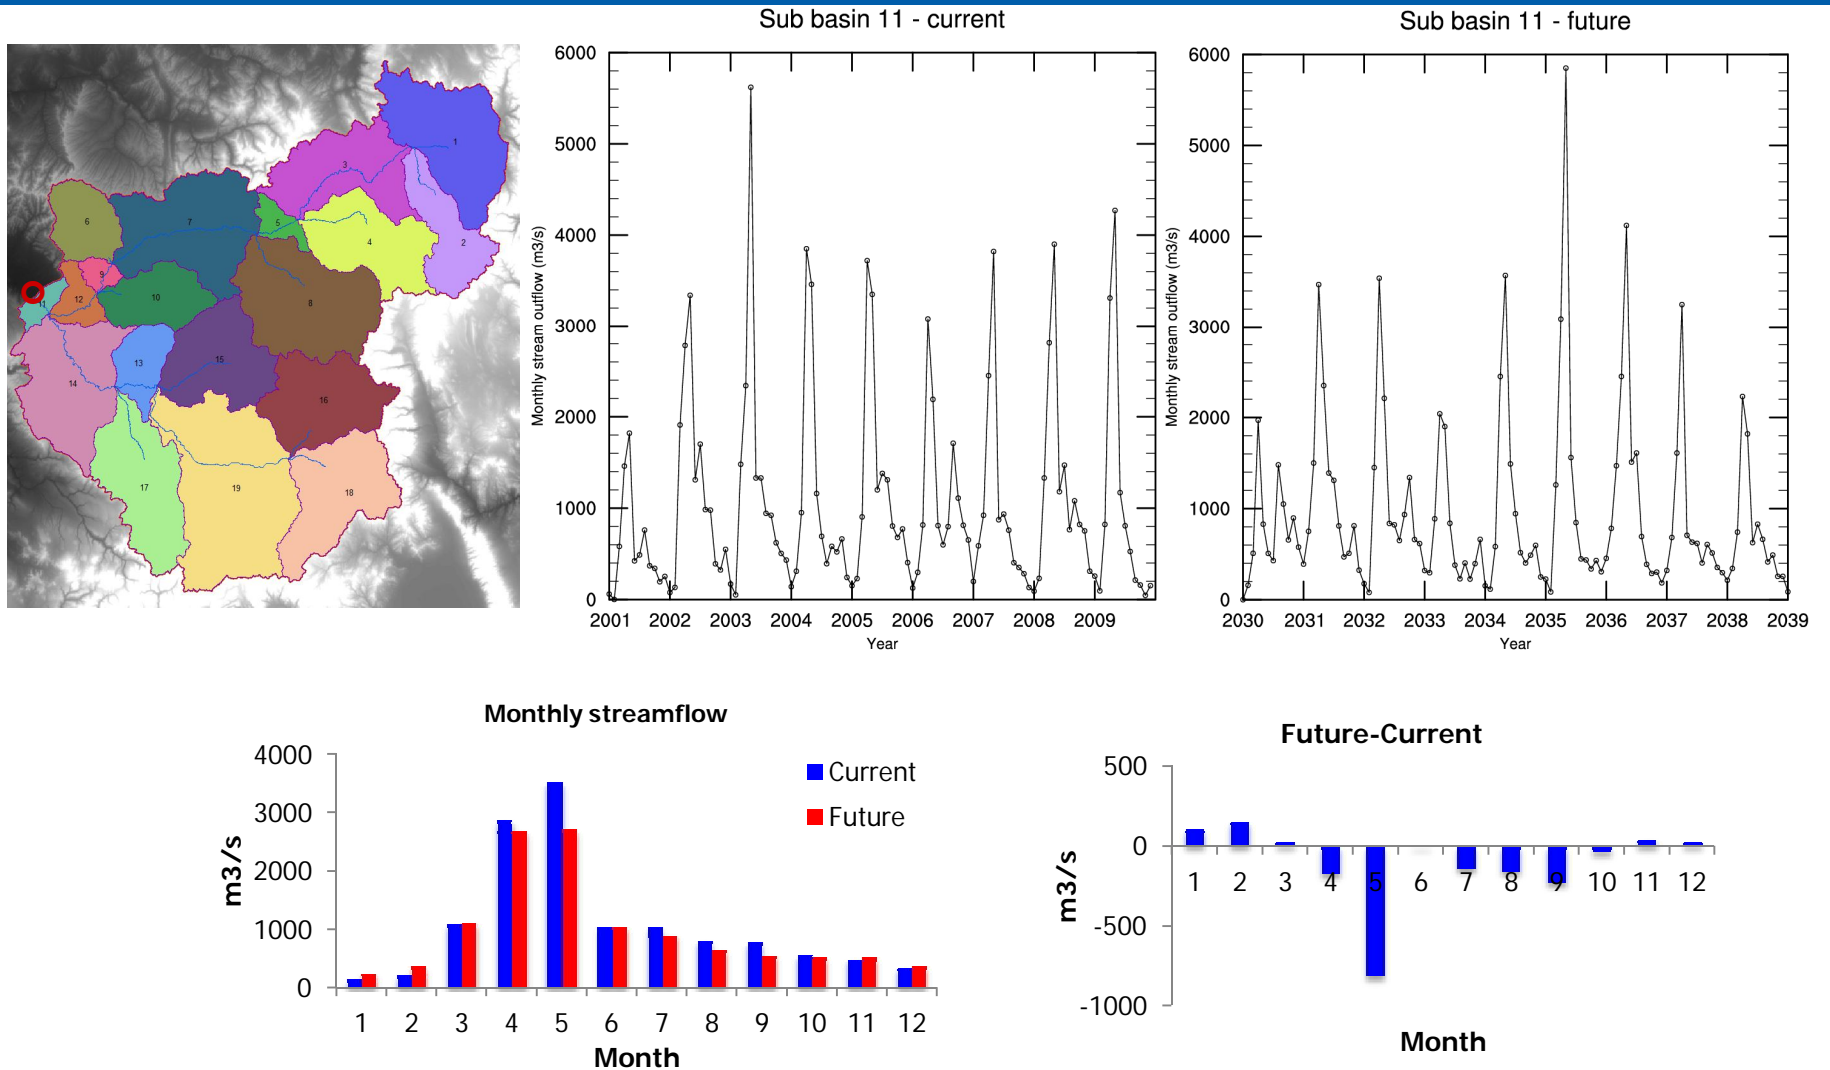 Sub basin 11 - current
Sub basin 11 - future
1
3
2
4
5
6
7
8
9
10
11
12
13
14
15
16
17
18
19
6000
5000
4000
3000
2000
1000
0
Monthly stream outflow (m3/s)
2001 2002 2003 2004 2005 2006 2007 2008 2009
Year
6000
5000
4000
3000
2000
1000
0
Monthly stream outflow (m3/s)
2030 2031 2032 2033 2034 2035 2036 2037 2038 2039
Year
Monthly streamflow
4000
3000
2000
1000
0
m3/s
Current
Future
1 2 3 4 5 6 7 8 9 10 11 12
Month
Future-Current
500
0
-500
-1000
m3/s
1 2 3 4 5 6 7 8 9 10 11 12
Month